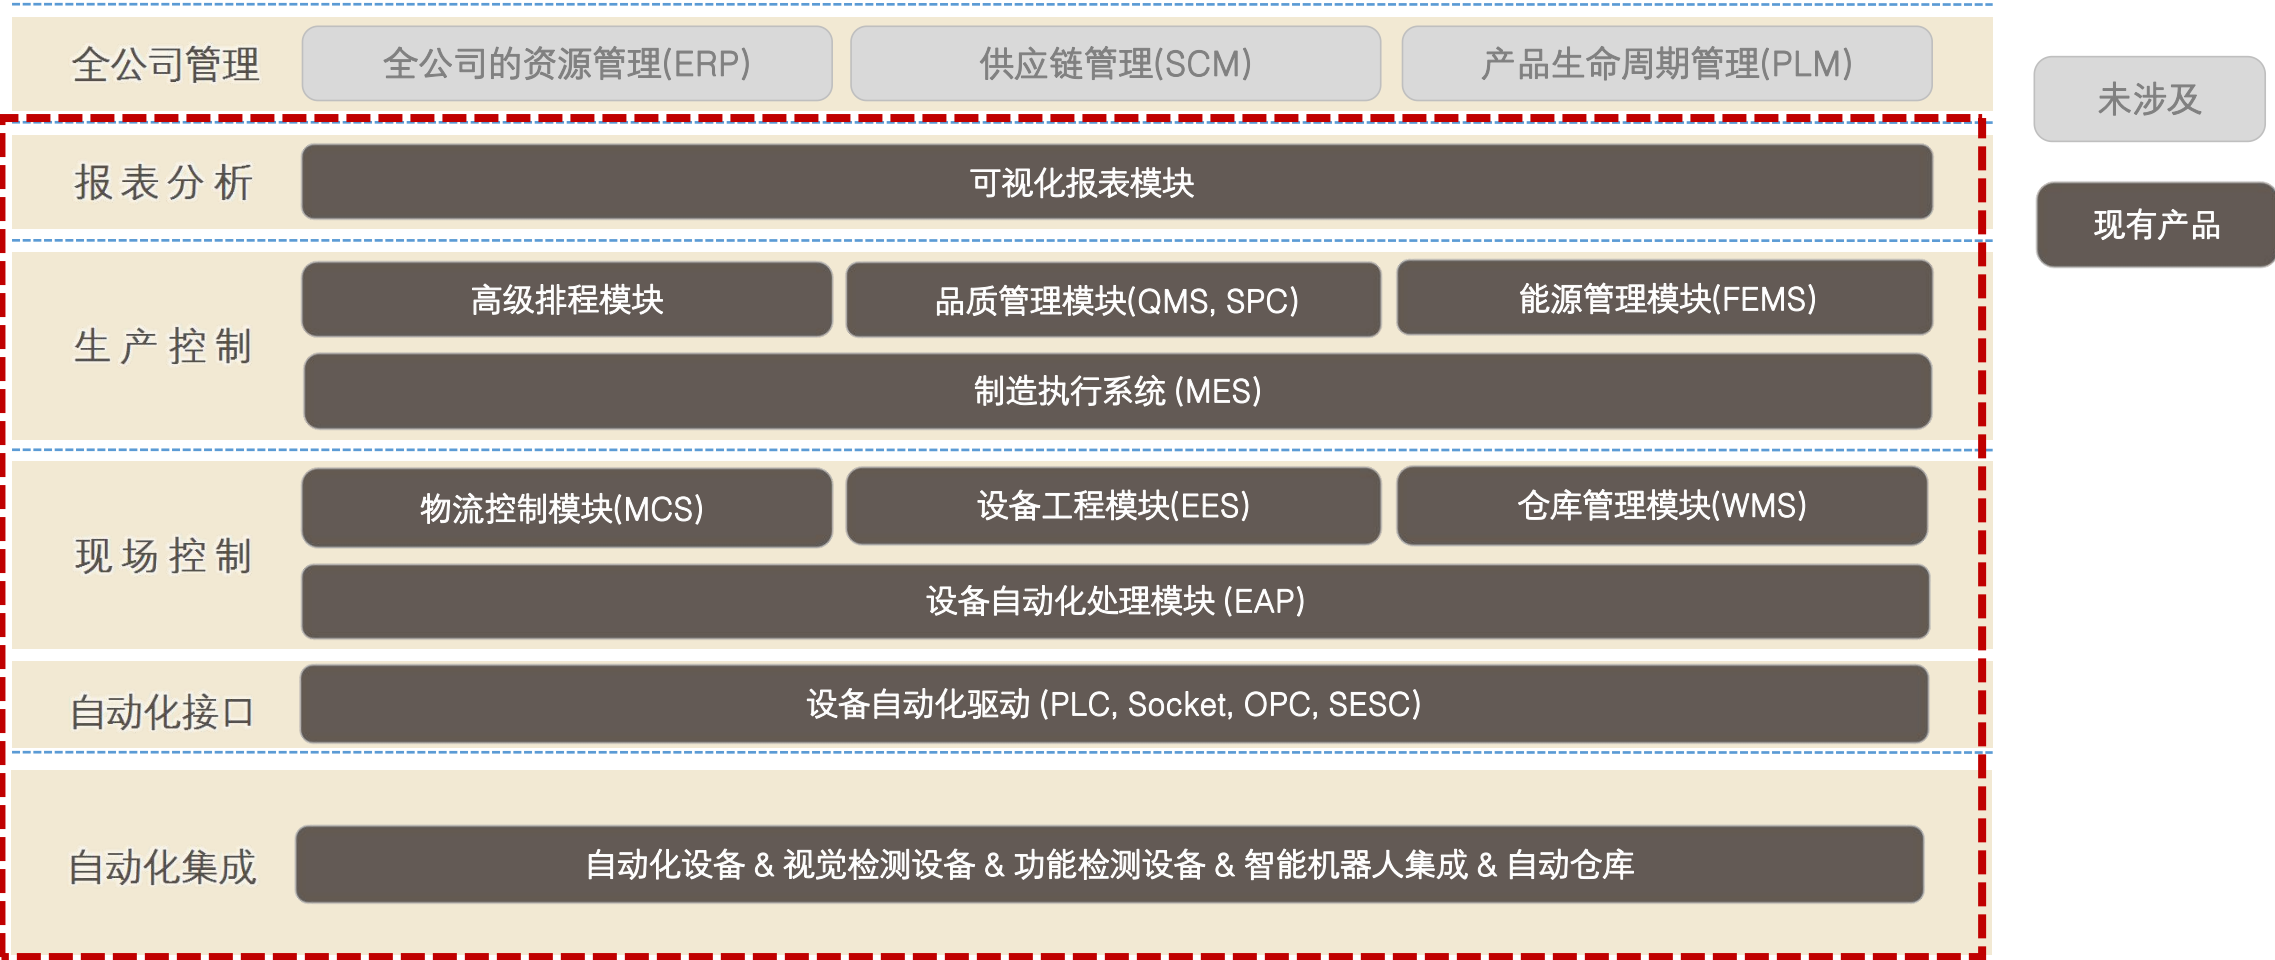 全公司管理
全公司的资源管理(ERP)
供应链管理(SCM)
产品生命周期管理(PLM)
未涉及
现有产品
报表分析
可视化报表模块
生产控制
高级排程模块
品质管理模块(QMS, SPC)
能源管理模块(FEMS)
制造执行系统 (MES)
现场控制
物流控制模块(MCS)
设备工程模块(EES)
仓库管理模块(WMS)
设备自动化处理模块 (EAP)
自动化接口
设备自动化驱动 (PLC, Socket, OPC, SESC)
自动化集成
自动化设备 & 视觉检测设备 & 功能检测设备 & 智能机器人集成 & 自动仓库